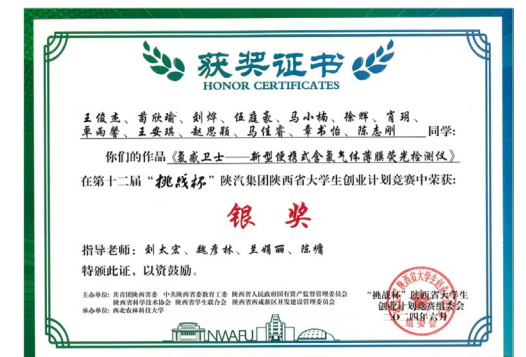 获奖证书
HONOR CERTIFICATES
王俊杰、苟欣瑜、刘烨、伍庭豪、马小楠、徐辉、肖玥、
覃雨馨、王安琪、赵思颖、马佳睿、章书怡、陈志刚 同学：
你们的作品《氯威卫士——新型便携式含氯气体薄膜荧光检测仪》
在第十二届“挑战杯”陕汽集团陕西省大学生创业计划竞赛中荣获：
银奖
指导老师：刘太宏、魏彦林、兰娟丽、陈墉
特颁此证，以资鼓励。
主办单位：共青团陕西省委 中共陕西省委教育工委 陕西省人民政府国有资产监督管理委员会
陕西省科学技术协会 陕西省学生联合会 陕西省西咸新区开发建设管理委员会
承办单位：西北农林科技大学
“挑战杯”陕西省大学生
创业计划竞赛组委会
二〇二四年六月
组委会
NWAFU